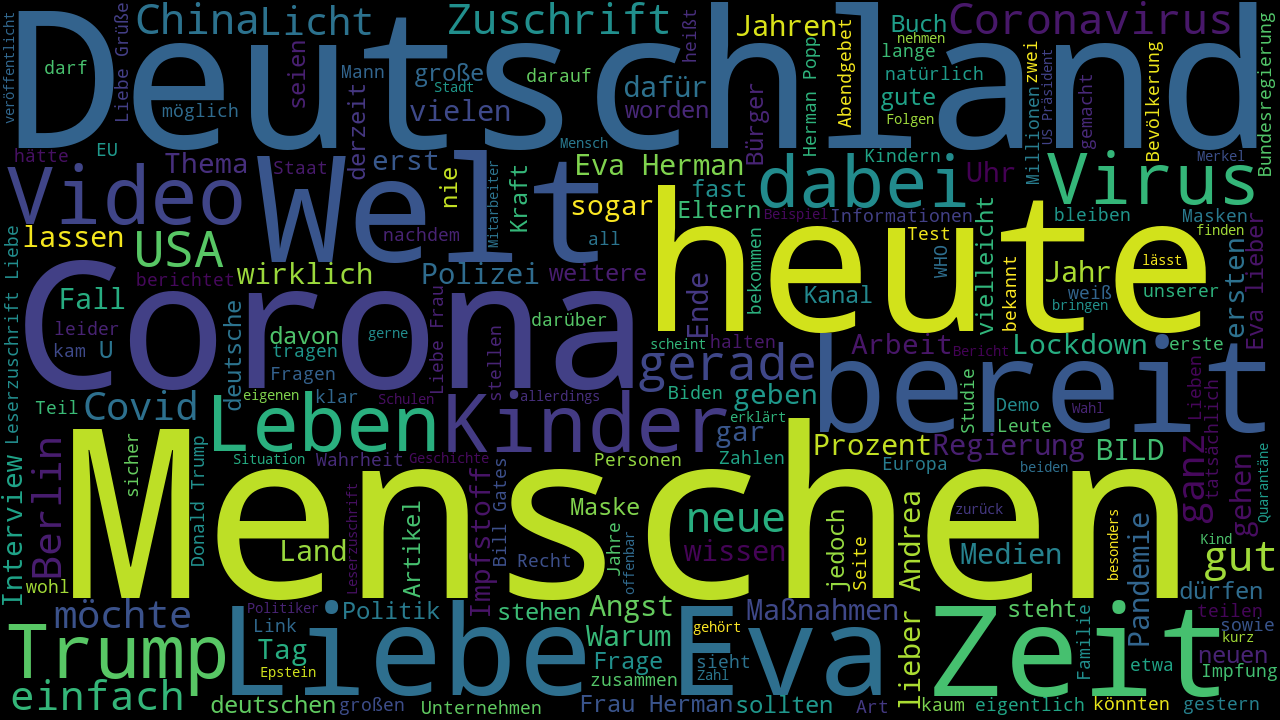 Deutschland
China
Licht
Zuschrift
Jahren
Buch
Coronavirus
veröffentlicht
Liebe Grüße
darf
möglich
seien
Mann
große
Stadt
derzeit
vielen
darauf
heißt
dafür
worden
Bürger
Herman Popp
Abendgebet
nehmen
lange
natürlich
gute
Folgen
zwei
Millionen
US Präsident
gemacht
Bevölkerung
Bundesregierung
hätte
EU
Thema
Staat
erst
Mensch
Eva Herman
Kindern
Merkel
Video
Welt
nie
Mitarbeiter
Kraft
sogar
fast
Eltern
dabei
Beispiel
Informationen
Uhr
Virus
bleiben
Masken
finden
lassen
USA
nachdem
all
Test
berichtet
wirklich
Polizei
weitere
heute
WHO
vielleicht
bekannt
Jahr
lässt
weiß
bringen
unserer
ersten
Eva lieber
Interview Leserzuschrift Liebe
Fall
leider
kam
U
Corona
deutsche
davon
tragen
Fragen
gerne
Liebe Frau
stellen
darüber
Ende
bekommen
Kanal
scheint
halten
gerade
bereit
Arbeit
Bericht
Lockdown
erste
Teil
Covid
Leben
eigenen
klar
Schulen
Kinder
allerdings
Biden
geben
erklärt
gar
Zahlen
Studie
Demo
Leute
Wahl
Lieben
tatsächlich
Berlin
sicher
Donald Trump
Situation
Wahrheit
Geschichte
Personen
Prozent
Regierung
Europa
beiden
BILD
ganz
gehen
Quarantäne
Menschen
Land
Leserzuschrift
Artikel
Impfstoff
Bill Gates
Recht
Maske
Jahre
offenbar
neue
wissen
jedoch
Seite
lieber Andrea
zurück
Medien
besonders
Pandemie
Kind
gut
wohl
möchte
Politiker
Link
Politik
stehen
Angst
Maßnahmen
steht
dürfen
teilen
sowie
kurz
Trump
Tag
Epstein
Liebe
Warum
Frage
zusammen
Eva
gehört
sieht
Zahl
Zeit
Familie
etwa
neuen
Impfung
einfach
deutschen
großen
Unternehmen
Frau Herman
sollten
Art
kaum
eigentlich
könnten
gestern